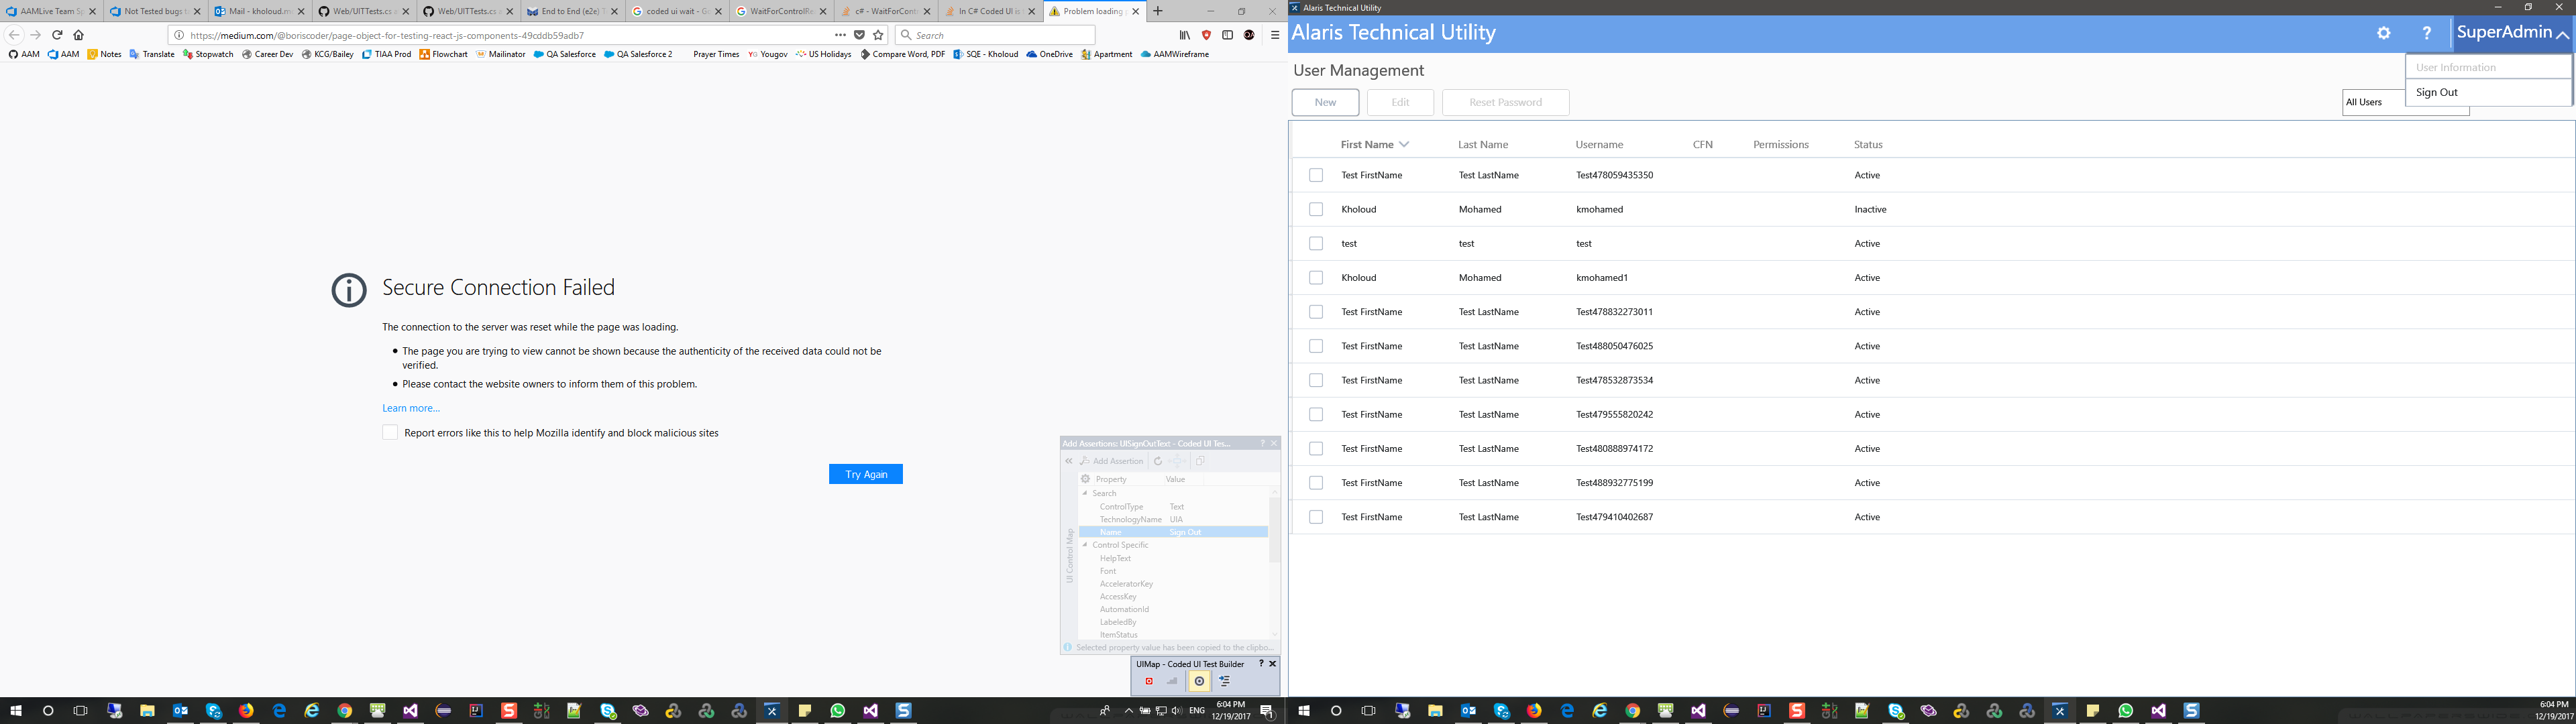 AAMLive Team Sp
Not Tested bugs t
Mail - kholoud.mo
Web/UITTests.cs a
Web/UITTests.cs a
End to End (e2e) T
coded ui wait - Go
WaitForControlRe
c# - WaitForContr
In C# Coded UI is
Problem loading p
https://medium.com/@boriscoder/page-object-for-testing-react-js-components-49cddb59adb7
Search
AAM
AAM
Notes
Translate
Stopwatch
Career Dev
KCG/Bailey
TIAA Prod
Flowchart
Mailinator
QA Salesforce
QA Salesforce 2
Prayer Times
YG Yougov
US Holidays
Compare Word, PDF
SQE - Kholoud
OneDrive
Apartment
AAMWireframe
Secure Connection Failed
The connection to the server was reset while the page was loading.
The page you are trying to view cannot be shown because the authenticity of the received data could not be
verified.
Please contact the website owners to inform them of this problem.
Learn more...
Report errors like this to help Mozilla identify and block malicious sites
Try Again
Add Assertions: UISignOutText - Coded UI Tes...
Add Assertion
Property Value
Search
ControlType Text
TechnologyName UIA
Name Sign Out
Control Specific
HelpText
Font
AcceleratorKey
AccessKey
AutomationId
LabeledBy
ItemStatus
UI Control Map
Selected property value has been copied to the clipbo...
UIMap - Coded UI Test Builder
ENG
6:04 PM
12/19/2017
Alaris Technical Utility
Alaris Technical Utility
? SuperAdmin
User Information
Sign Out
User Management
New Edit Reset Password
All Users
First Name Last Name Username CFN Permissions Status
Test FirstName Test LastName Test478059435350 Active
Kholoud Mohamed kmohamed Inactive
test test test Active
Kholoud Mohamed kmohamed1 Active
Test FirstName Test LastName Test478832273011 Active
Test FirstName Test LastName Test488050476025 Active
Test FirstName Test LastName Test478532873534 Active
Test FirstName Test LastName Test479555820242 Active
Test FirstName Test LastName Test480888974172 Active
Test FirstName Test LastName Test488932775199 Active
Test FirstName Test LastName Test479410402687 Active
6:04 PM
12/19/2017